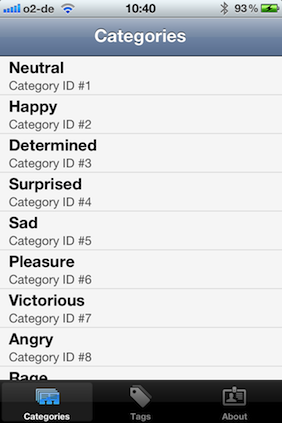 o2-de 10:40 93%
Categories
Neutral
Category ID #1
Happy
Category ID #2
Determined
Category ID #3
Surprised
Category ID #4
Sad
Category ID #5
Pleasure
Category ID #6
Victorious
Category ID #7
Angry
Category ID #8
Rage
Categories Tags About